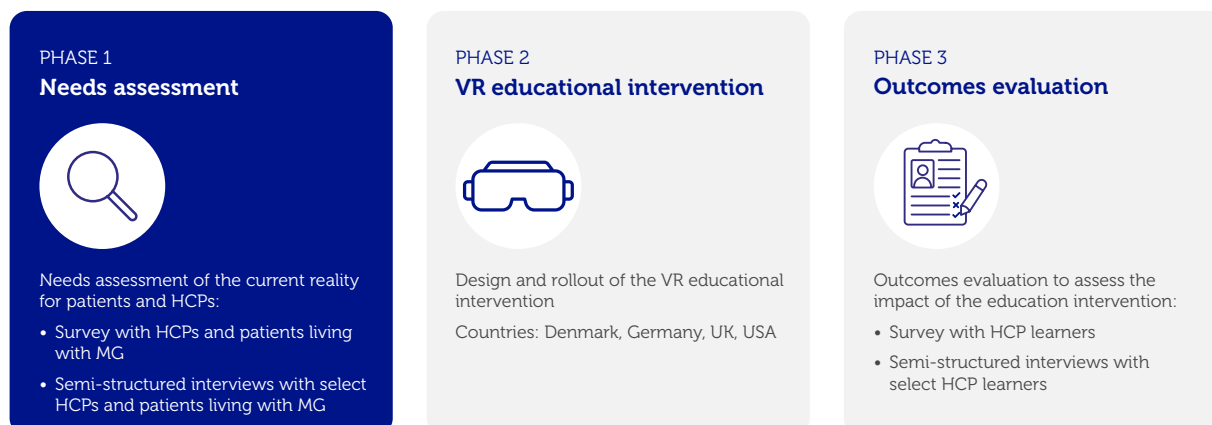 PHASE 1
Needs assessment
Needs assessment of the current reality
for patients and HCPs:
• Survey with HCPs and patients living
with MG
• Semi-structured interviews with select
HCPs and patients living with MG
PHASE 2
VR educational intervention
Design and rollout of the VR educational
intervention
Countries: Denmark, Germany, UK, USA
PHASE 3
Outcomes evaluation
Outcomes evaluation to assess the
impact of the education intervention:
• Survey with HCP learners
• Semi-structured interviews with
select HCP learners